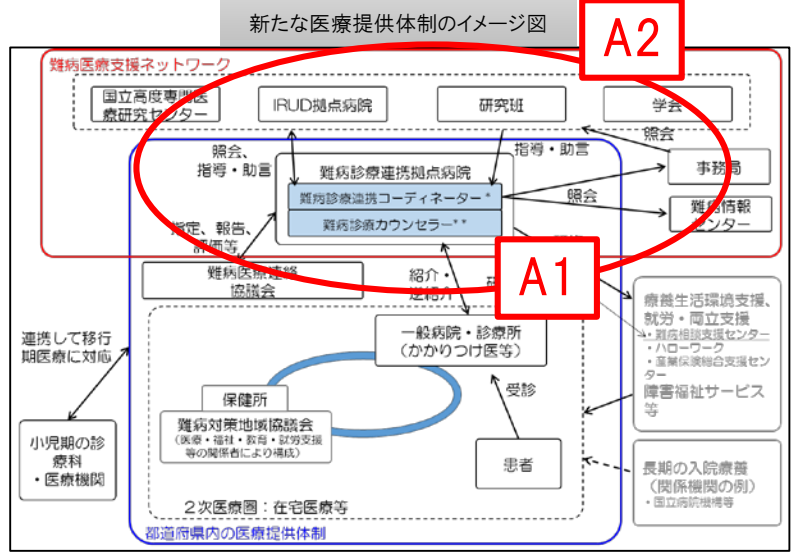 新たな医療提供体制のイメージ図
A2
難病医療支援ネットワーク
国立高度専門医
療研究センター
IRUD拠点病院
研究班
学会
照会、
指導・助言
指導・助言
照会
難病診療連携拠点病院
難病診療連携コーディネーター*
難病診療カウンセラー**
事務局
照会
難病情報
センター
指定、報告、
評価等
A1
難病医療連絡
協議会
紹介・
逆紹介
療養生活環境支援、
就労・両立支援
・難病相談支援センター
・ハローワーク
・産業保険総合支援セン
ター
障害福祉サービス
等
連携して移行
期医療に対応
一般病院・診療所
(かかりつけ医等)
受診
保健所
難病対策地域協議会
(医療・福祉・教育・就労支援
等の関係者により構成)
小児期の診
療科
・医療機関
患者
長期の入院療養
(関係機関の例)
・国立病院機構等
2次医療圏:在宅医療等
都道府県内の医療提供体制